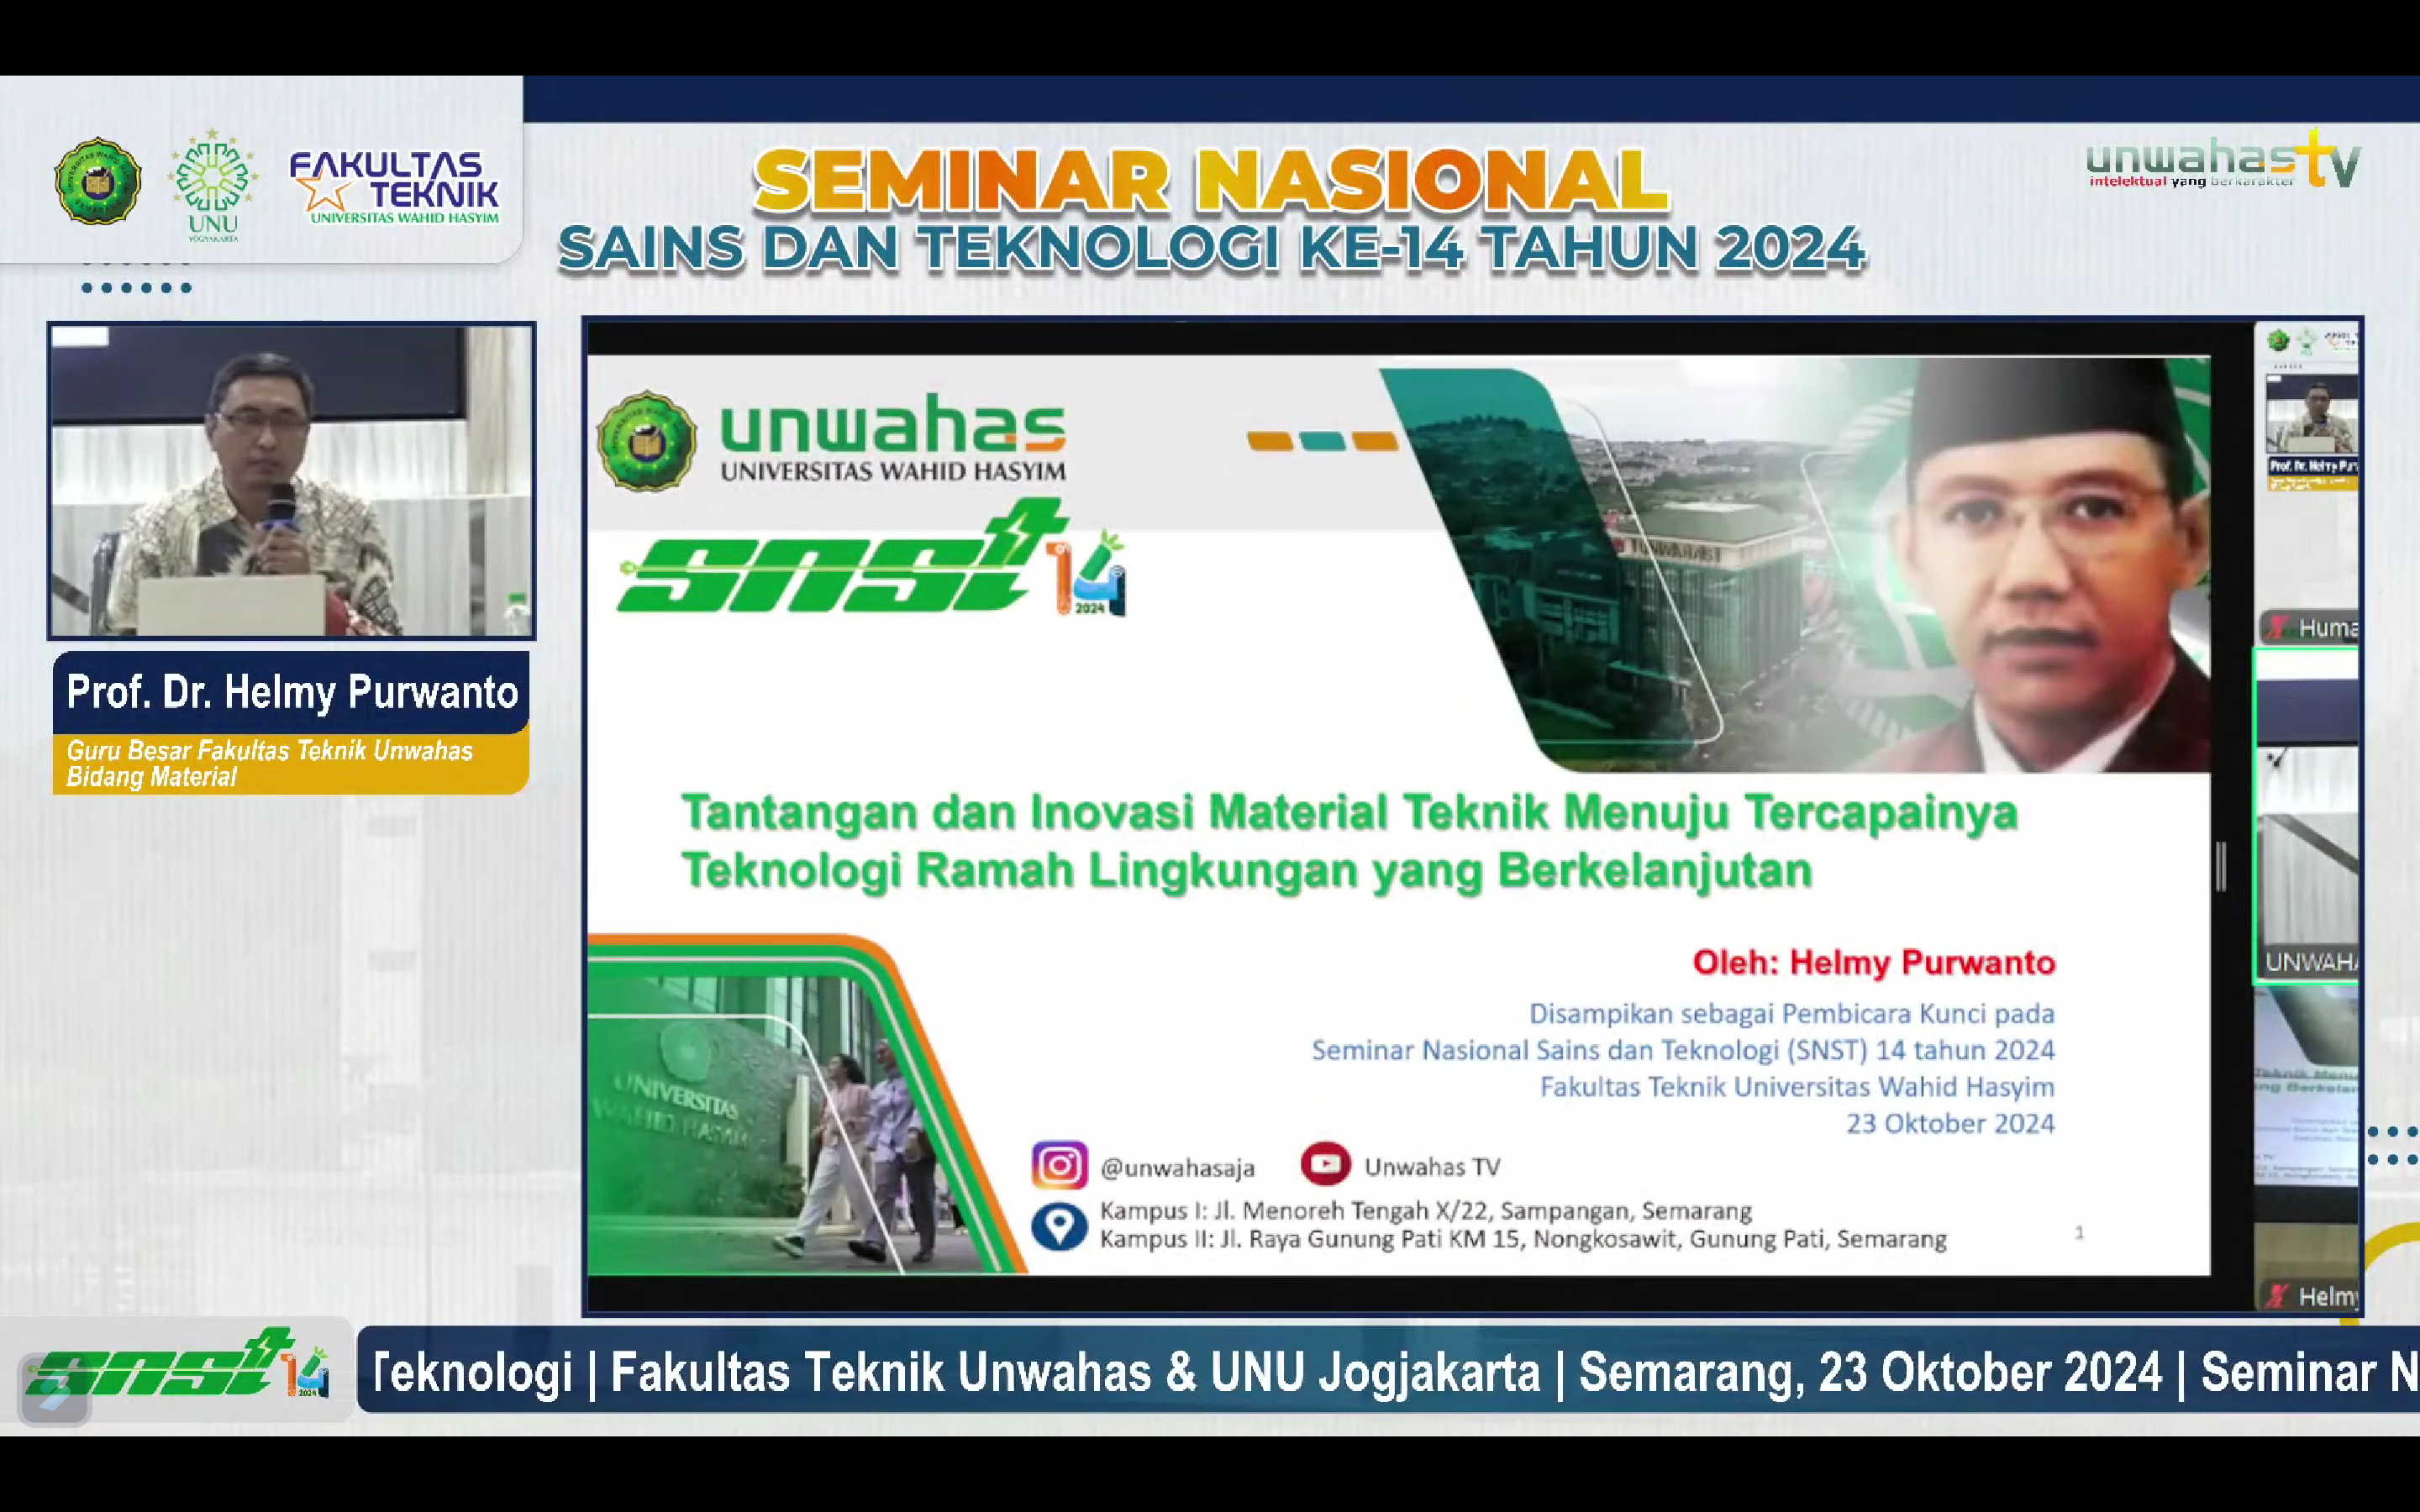 FAKULTAS
TEKNIK
UNIVERSITAS WAHID HASYIM
UNU
YOGYAKARTA
SEMINAR NASIONAL
SAINS DAN TEKNOLOGI KE-14 TAHUN 2024
unwahas tv
intelektual yang berkarakter
Prof. Dr. Helmy Purwanto
Guru Besar Fakultas Teknik Unwahas
Bidang Material
unwahas
UNIVERSITAS WAHID HASYIM
snst 14
2024
Tantangan dan Inovasi Material Teknik Menuju Tercapainya
Teknologi Ramah Lingkungan yang Berkelanjutan
Oleh: Helmy Purwanto
Disampikan sebagai Pembicara Kunci pada
Seminar Nasional Sains dan Teknologi (SNST) 14 tahun 2024
Fakultas Teknik Universitas Wahid Hasyim
23 Oktober 2024
UNIVERSITAS
WAHID HASYIM
@unwahasaja
Unwahas TV
Kampus I: Jl. Menoreh Tengah X/22, Sampangan, Semarang
Kampus II: Jl. Raya Gunung Pati KM 15, Nongkosawit, Gunung Pati, Semarang
1
Huma
UNWAHA
Helmy
snst 14
2024
Teknologi | Fakultas Teknik Unwahas & UNU Jogjakarta | Semarang, 23 Oktober 2024 | Seminar N